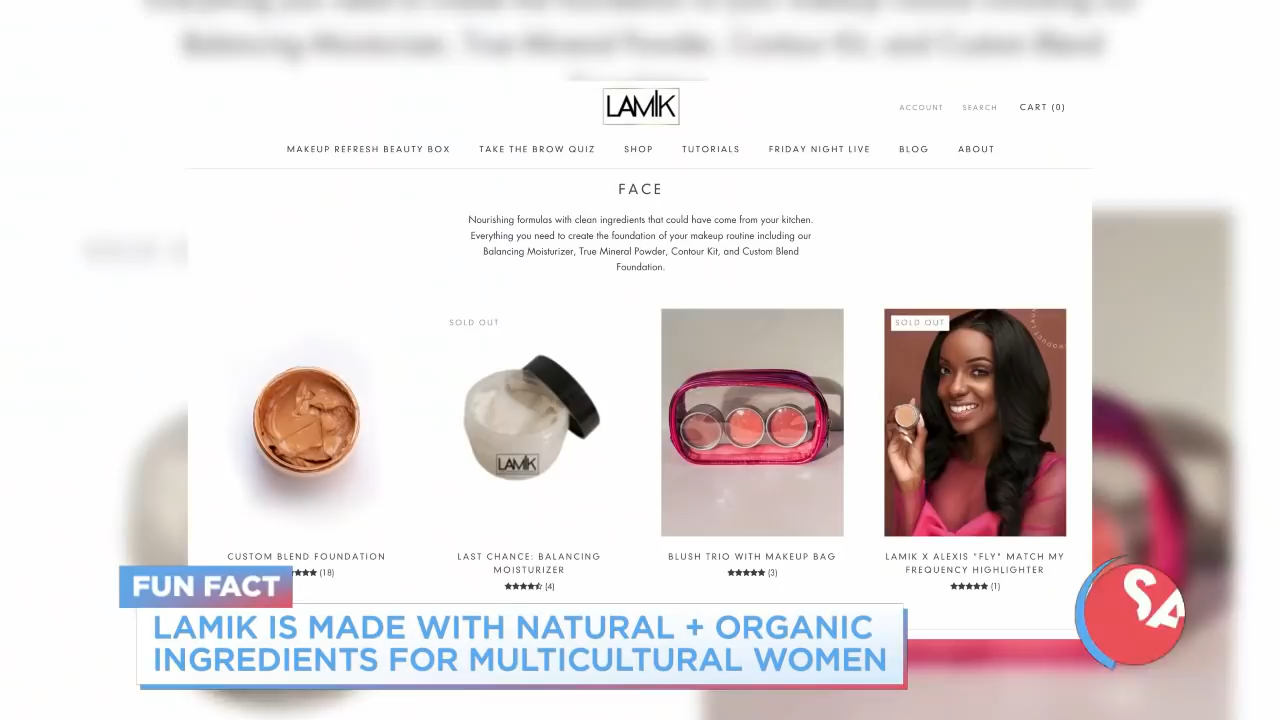 LAMIK
ACCOUNT SEARCH CART (0)
MAKEUP REFRESH BEAUTY BOX TAKE THE BROW QUIZ SHOP TUTORIALS FRIDAY NIGHT LIVE BLOG ABOUT
FACE
Nourishing formulas with clean ingredients that could have come from your kitchen.
Everything you need to create the foundation of your makeup routine including our
Balancing Moisturizer, True Mineral Powder, Contour Kit, and Custom Blend
Foundation.
SOLD OUT
SOLD OUT
LAMIK
CUSTOM BLEND FOUNDATION
(18)
LAST CHANCE: BALANCING
MOISTURIZER
(4)
BLUSH TRIO WITH MAKEUP BAG
(3)
LAMIK X ALEXIS "FLY" MATCH MY
FREQUENCY HIGHLIGHTER
(1)
FUN FACT
LAMIK IS MADE WITH NATURAL + ORGANIC
INGREDIENTS FOR MULTICULTURAL WOMEN
SA